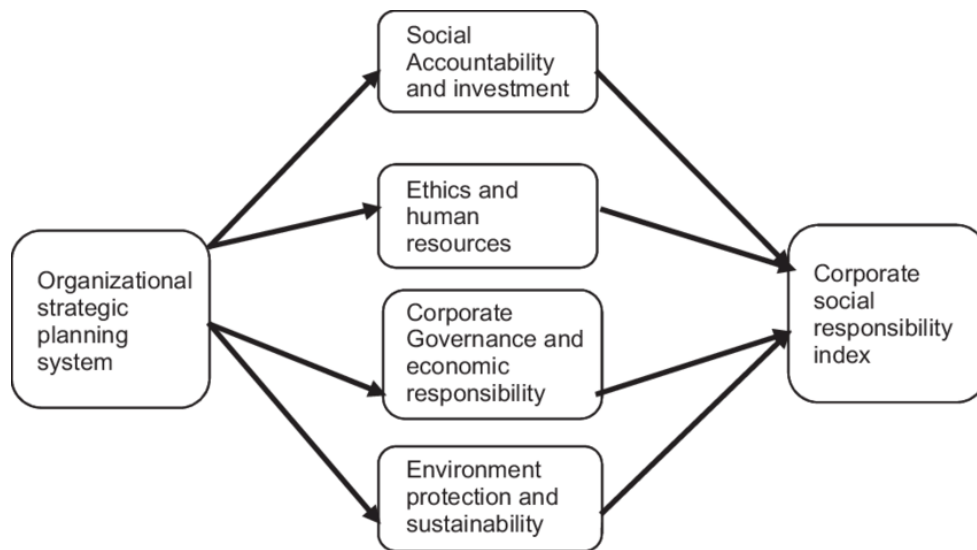 Social
Accountability
and investment
Ethics and
human
resources
Organizational
strategic
planning
system
Corporate
Governance and
economic
responsibility
Corporate
social
responsibility
index
Environment
protection and
sustainability